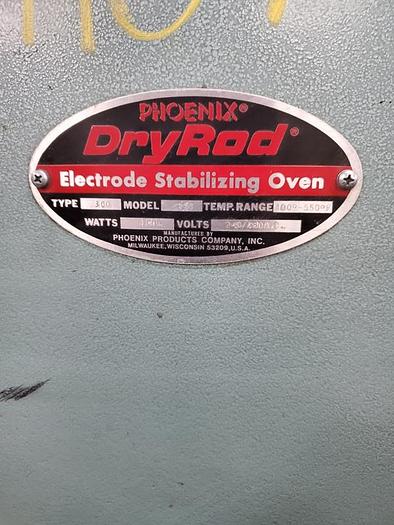 PHOENIX®
DryRod®
Electrode Stabilizing Oven
TYPE 300 MODEL TEMP. RANGE
WATTS VOLTS
MANUFACTURED BY
PHOENIX PRODUCTS COMPANY, INC.
MILWAUKEE, WISCONSIN 53209, U.S.A.